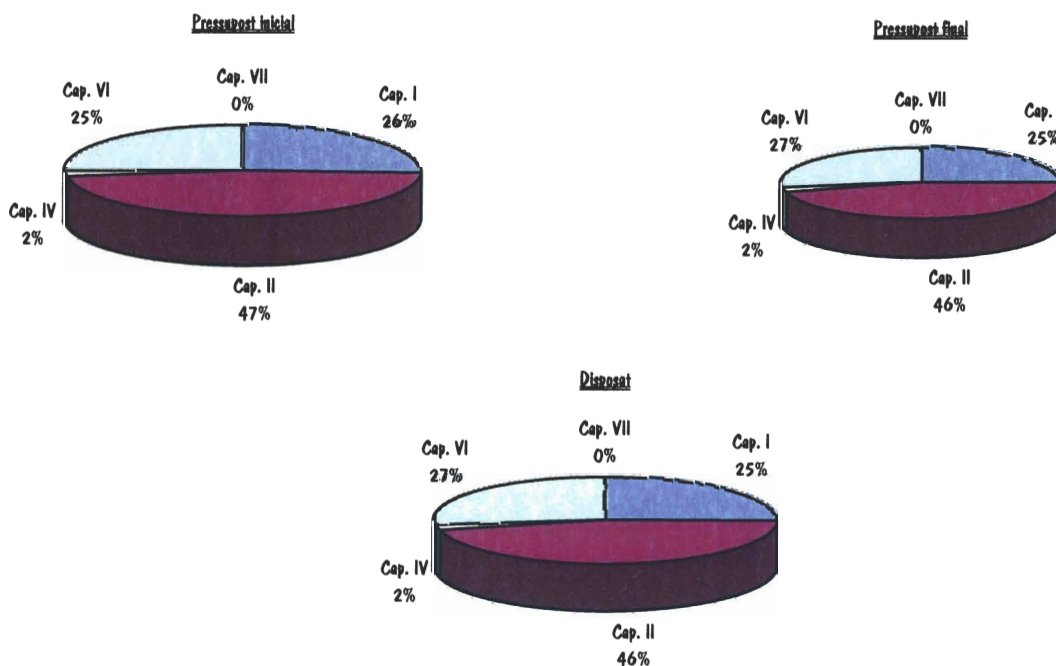 Pressupost inicial
Cap. VII
0%
Cap. VI
25%
Cap. I
26%
Cap. IV
2%
Cap. II
47%
Pressupost final
Cap. VII
0%
Cap. VI
27%
Cap.
25%
Cap. IV
2%
Cap. II
46%
Disposat
Cap. VII
0%
Cap. VI
27%
Cap. I
25%
Cap. IV
2%
Cap. II
46%